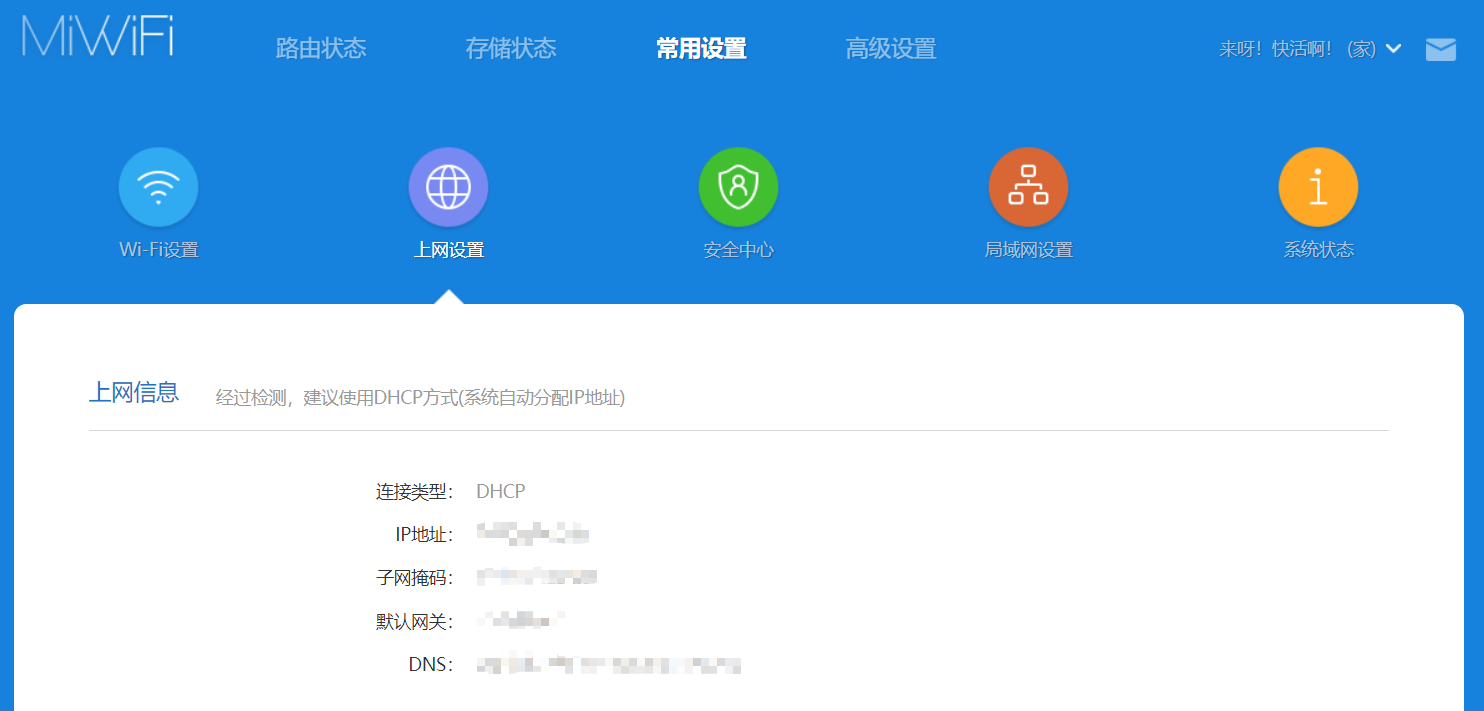 MiWiFi
路由状态 存储状态 常用设置 高级设置 来呀！快活啊！（家）
Wi-Fi设置 上网设置 安全中心 局域网设置 系统状态
上网信息 经过检测，建议使用DHCP方式(系统自动分配IP地址)
连接类型： DHCP
IP地址：
子网掩码：
默认网关：
DNS：